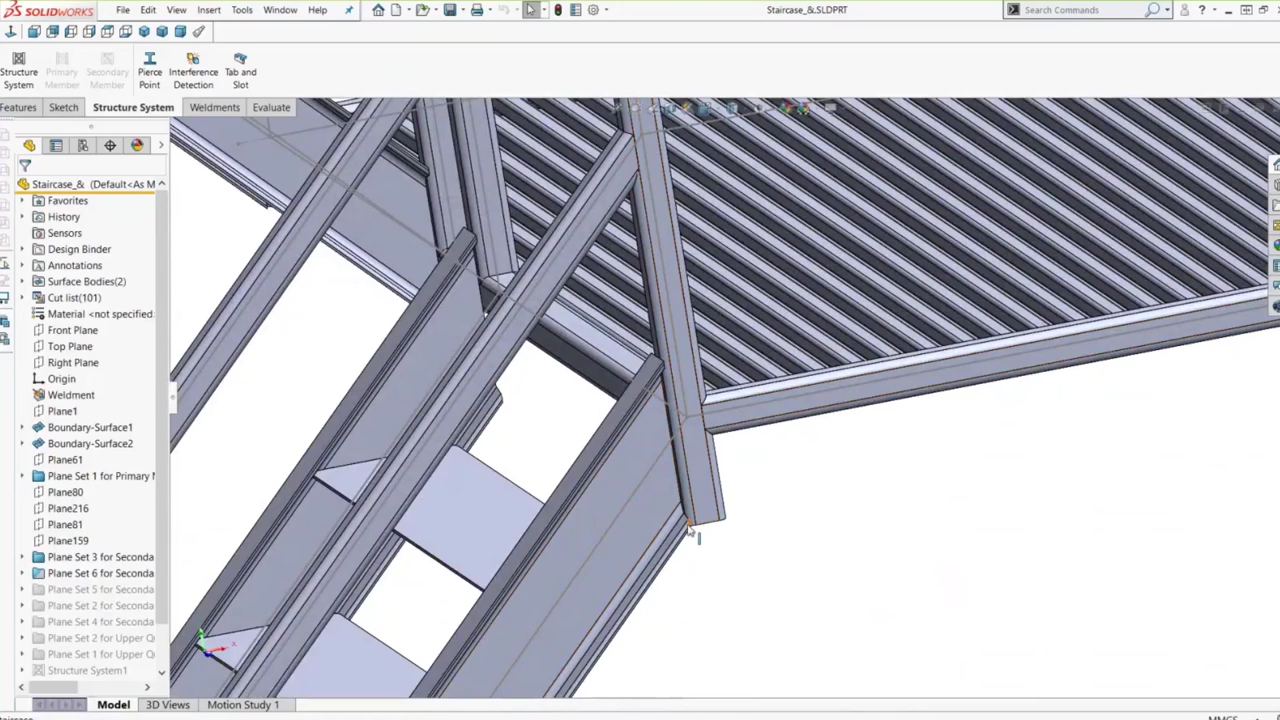 SOLIDWORKS
File Edit View Insert Tools Window Help
Staircase_&.SLDPRT
Search Commands
Structure System
Primary Member
Secondary Member
Pierce Point
Interference Detection
Tab and Slot
Features Sketch Structure System Weldments Evaluate
Staircase_& (Default<As M
Favorites
History
Sensors
Design Binder
Annotations
Surface Bodies(2)
Cut list(101)
Material <not specified>
Front Plane
Top Plane
Right Plane
Origin
Weldment
Plane1
Boundary-Surface1
Boundary-Surface2
Plane61
Plane Set 1 for Primary M
Plane80
Plane216
Plane81
Plane159
Plane Set 3 for Seconda
Plane Set 6 for Seconda
Plane Set 5 for Seconda
Plane Set 2 for Seconda
Plane Set 4 for Seconda
Plane Set 2 for Upper Q
Plane Set 1 for Upper Q
Structure System1
x
Model 3D Views Motion Study 1
Staircase
MMGS